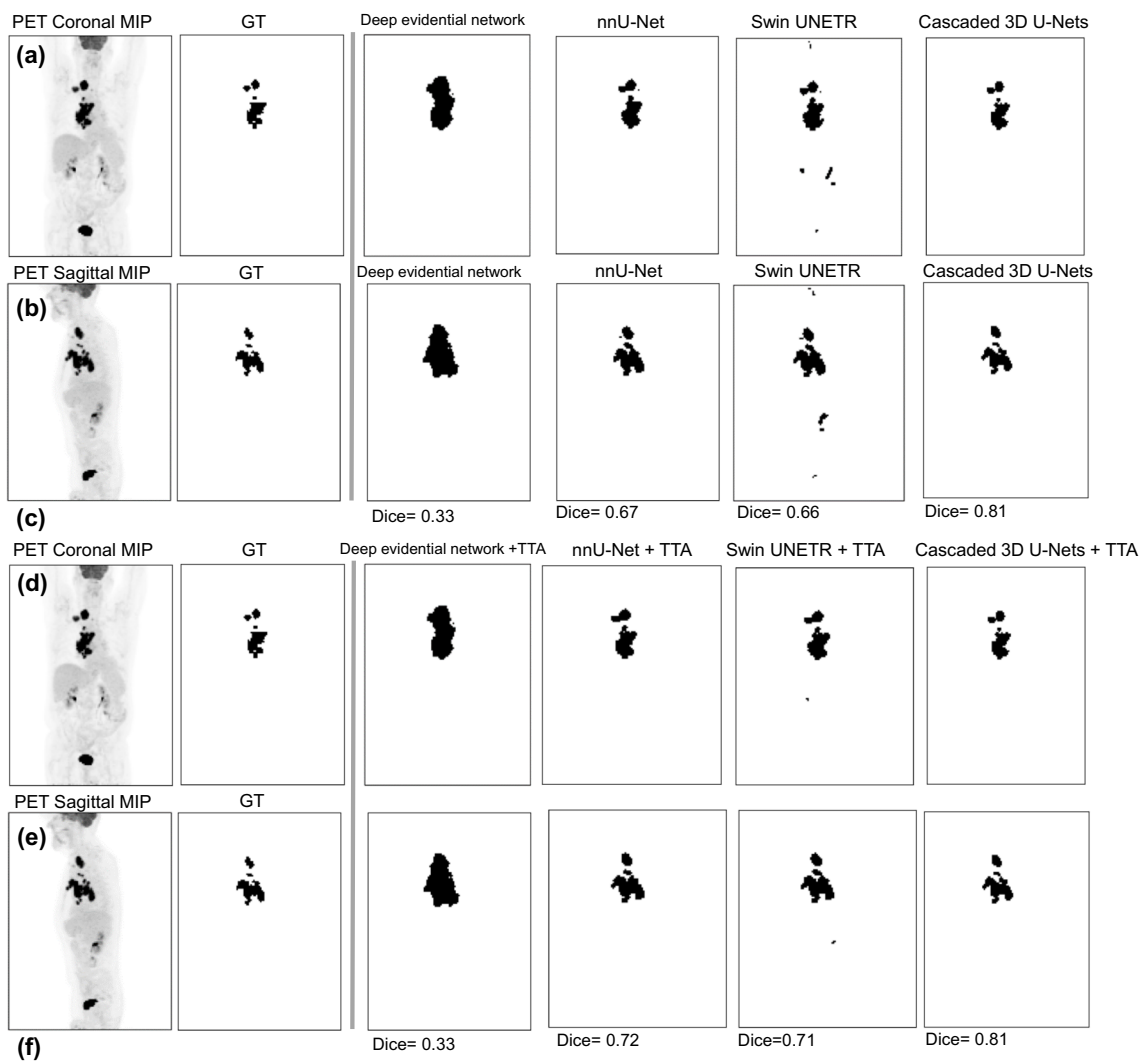 PET Coronal MIP GT Deep evidential network nnU-Net Swin UNETR Cascaded 3D U-Nets
(a)
PET Sagittal MIP GT Deep evidential network nnU-Net Swin UNETR Cascaded 3D U-Nets
(b)
Dice= 0.33 Dice= 0.67 Dice= 0.66 Dice= 0.81
(c)
PET Coronal MIP GT Deep evidential network +TTA nnU-Net + TTA Swin UNETR + TTA Cascaded 3D U-Nets + TTA
(d)
PET Sagittal MIP GT
(e)
Dice= 0.33 Dice= 0.72 Dice=0.71 Dice= 0.81
(f)